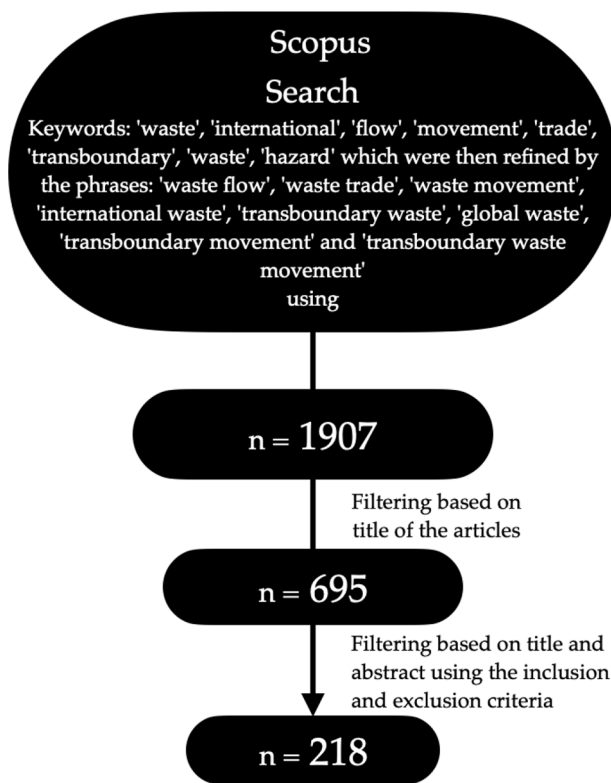 Scopus
Search
Keywords: 'waste', 'international', 'flow', 'movement', 'trade',
'transboundary', 'waste', 'hazard' which were then refined by
the phrases: 'waste flow', 'waste trade', 'waste movement',
'international waste', 'transboundary waste', 'global waste',
'transboundary movement' and 'transboundary waste
movement'
using
n = 1907
Filtering based on
title of the articles
n = 695
Filtering based on title and
abstract using the inclusion
and exclusion criteria
n = 218